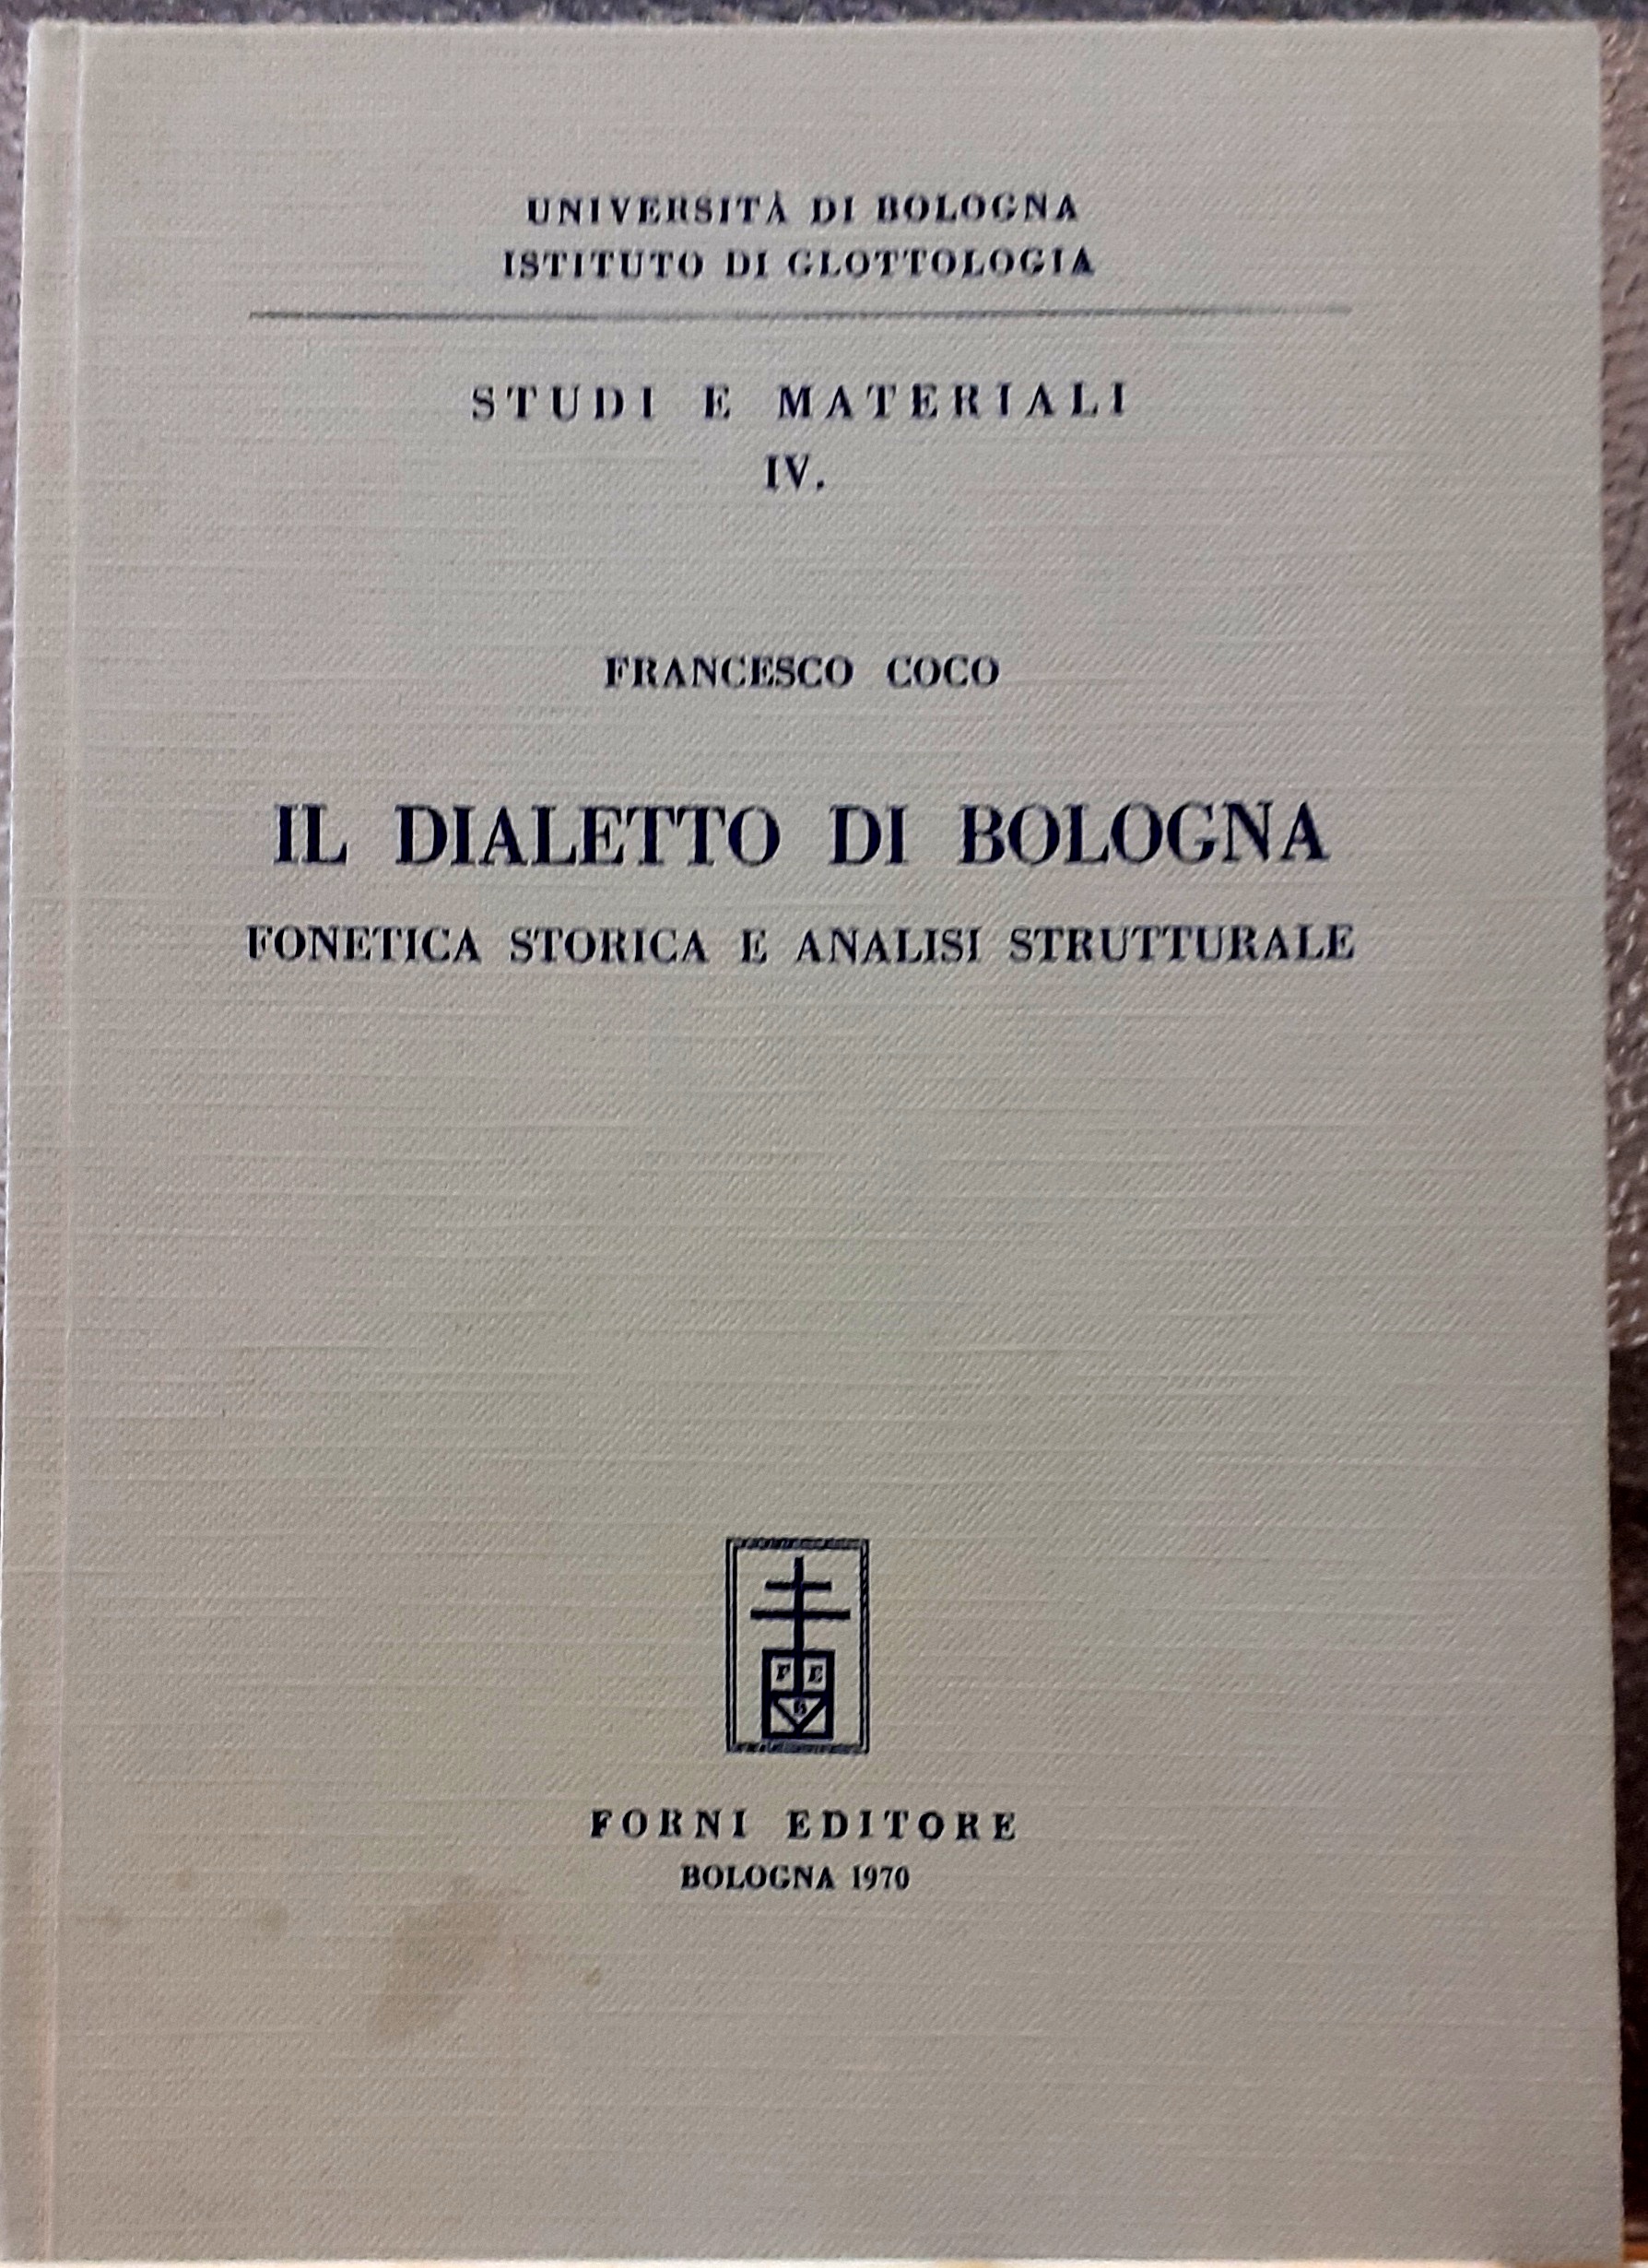 UNIVERSITÀ DI BOLOGNA
ISTITUTO DI GLOTTOLOGIA
STUDI E MATERIALI
IV.
FRANCESCO COCO
IL DIALETTO DI BOLOGNA
FONETICA STORICA E ANALISI STRUTTURALE
F E
B
FORNI EDITORE
BOLOGNA 1970